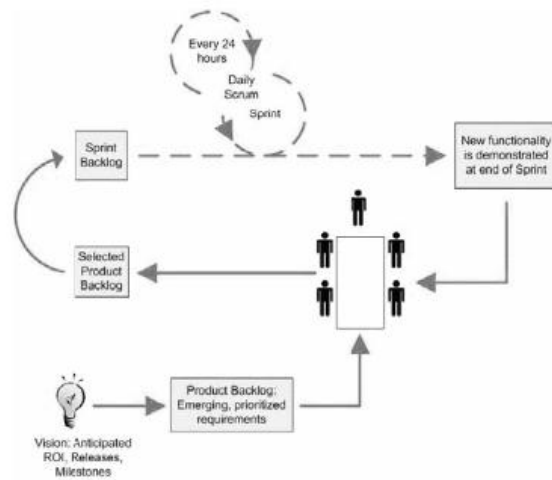 Every 24
hours
Daily
Scrum
Sprint
Sprint
Backlog
New functionality
is demonstrated
at end of Sprint
Selected
Product
Backlog
Product Backlog:
Emerging, prioritized
requirements
Vision: Anticipated
ROI, Releases,
Milestones